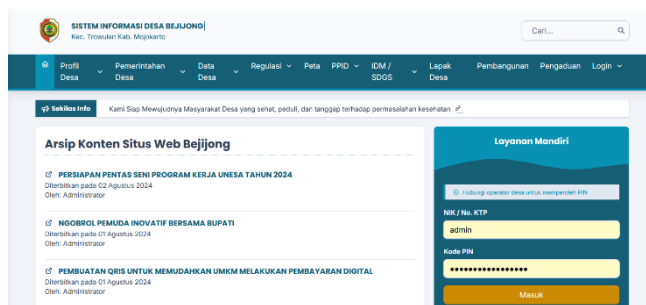 SISTEM INFORMASI DESA BEJIJONG
Kec. Trowulan Kab. Mojokerto
Cari...
Profil Desa
Pemerintahan Desa
Data Desa
Regulasi
Peta
PPID
IDM / SDGS
Lapak Desa
Pembangunan
Pengaduan
Login
Sekilas Info
Kami Siap Mewujudnya Masyarakat Desa yang sehat, peduli, dan tanggap terhadap permasalahan kesehatan
Arsip Konten Situs Web Bejijong
PERSIAPAN PENTAS SENI PROGRAM KERJA UNESA TAHUN 2024
Diterbitkan pada 02 Agustus 2024
Oleh: Administrator
NGOBROL PEMUDA INOVATIF BERSAMA BUPATI
Diterbitkan pada 01 Agustus 2024
Oleh: Administrator
PEMBUATAN QRIS UNTUK MEMUDAHKAN UMKM MELAKUKAN PEMBAYARAN DIGITAL
Diterbitkan pada 01 Agustus 2024
Oleh: Administrator
Layanan Mandiri
Hubungi operator desa untuk memperoleh PIN
NIK / No. KTP
admin
Kode PIN
•••••••••••••••••
Masuk